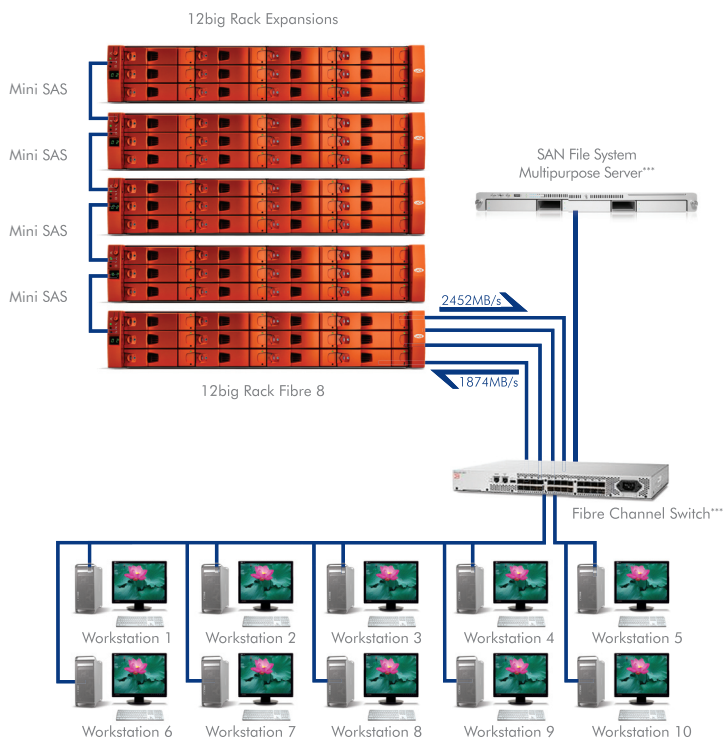 12big Rack Expansions
Mini SAS
Mini SAS
SAN File System
Multipurpose Server***
Mini SAS
Mini SAS
2452MB/s
1874MB/s
12big Rack Fibre 8
Fibre Channel Switch***
Workstation 1
Workstation 2
Workstation 3
Workstation 4
Workstation 5
Workstation 6
Workstation 7
Workstation 8
Workstation 9
Workstation 10